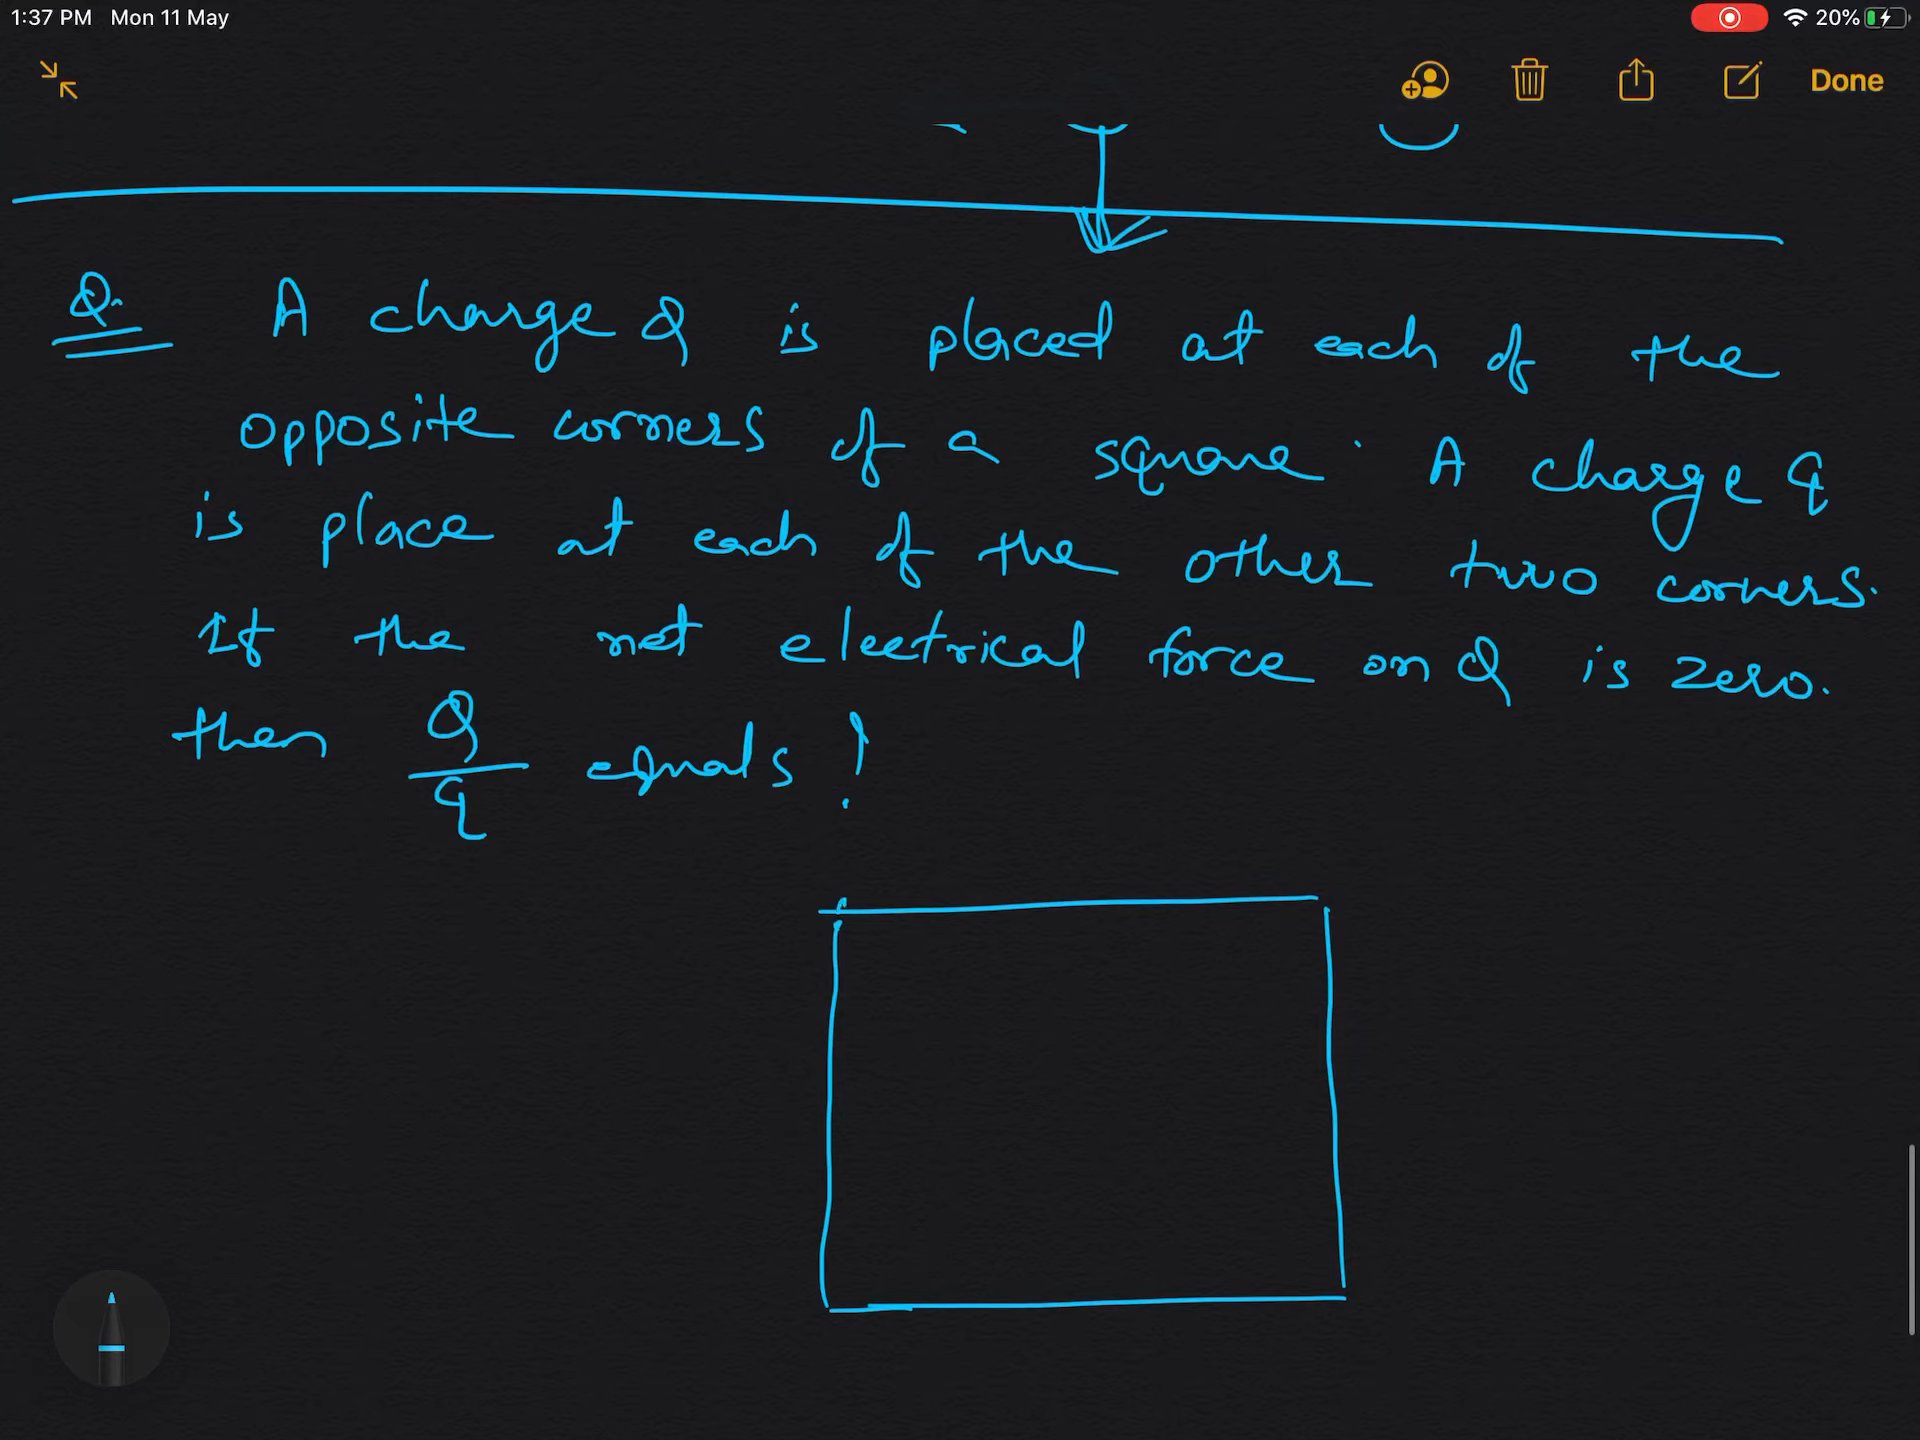 1:37 PM Mon 11 May
20%
Done
Q. A charge Q is placed at each of the
opposite corners of a square. A charge q
is place at each of the other two corners.
If the net electrical force on Q is zero.
then Q/q equals !